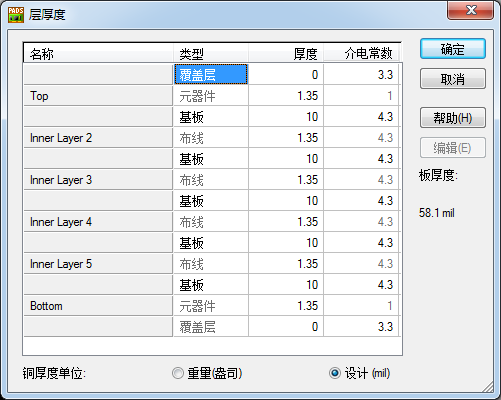 PADS
层厚度
名称 类型 厚度 介电常数
覆盖层 0 3.3
Top 元器件 1.35 1
基板 10 4.3
Inner Layer 2 布线 1.35 4.3
基板 10 4.3
Inner Layer 3 布线 1.35 4.3
基板 10 4.3
Inner Layer 4 布线 1.35 4.3
基板 10 4.3
Inner Layer 5 布线 1.35 4.3
基板 10 4.3
Bottom 元器件 1.35 1
覆盖层 0 3.3
确定
取消
帮助(H)
编辑(E)
板厚度:
58.1 mil
铜厚度单位: 重量(盎司) 设计 (mil)